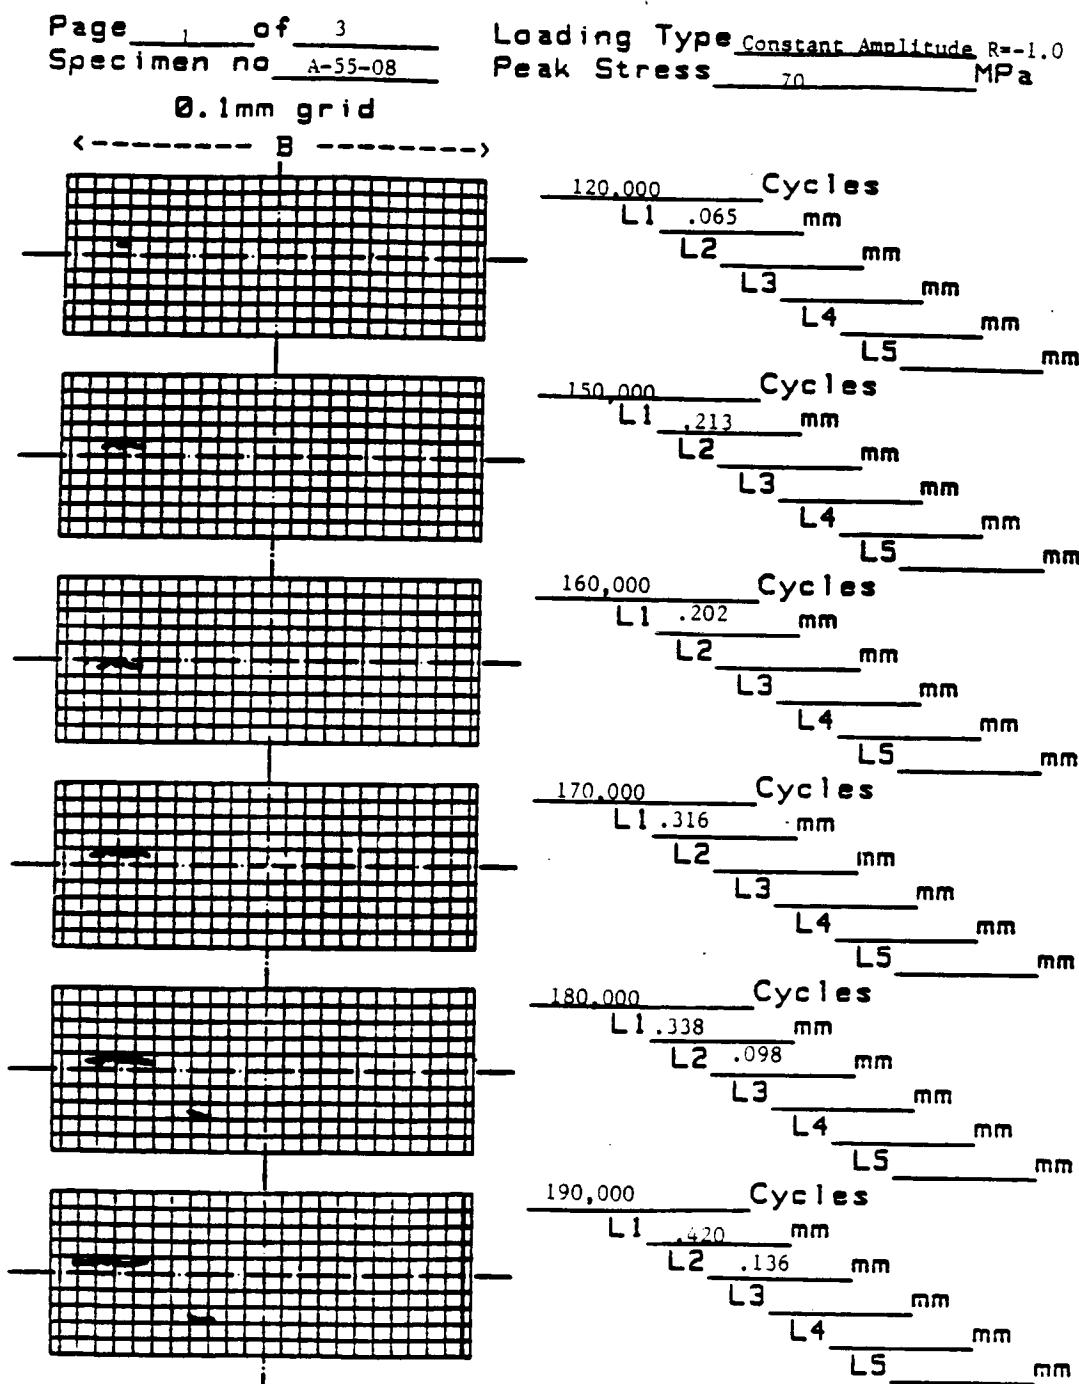 Page 1 of 3 Loading Type Constant Amplitude R=-1.0
Specimen no A-55-08 Peak Stress 70 MPa
0.1mm grid
B
120,000 Cycles
L1 .065 mm
L2 mm
L3 mm
L4 mm
L5 mm
150,000 Cycles
L1 .213 mm
L2 mm
L3 mm
L4 mm
L5 mm
160,000 Cycles
L1 .202 mm
L2 mm
L3 mm
L4 mm
L5 mm
170,000 Cycles
L1 .316 mm
L2 mm
L3 mm
L4 mm
L5 mm
180,000 Cycles
L1 .338 mm
L2 .098 mm
L3 mm
L4 mm
L5 mm
190,000 Cycles
L1 .420 mm
L2 .136 mm
L3 mm
L4 mm
L5 mm